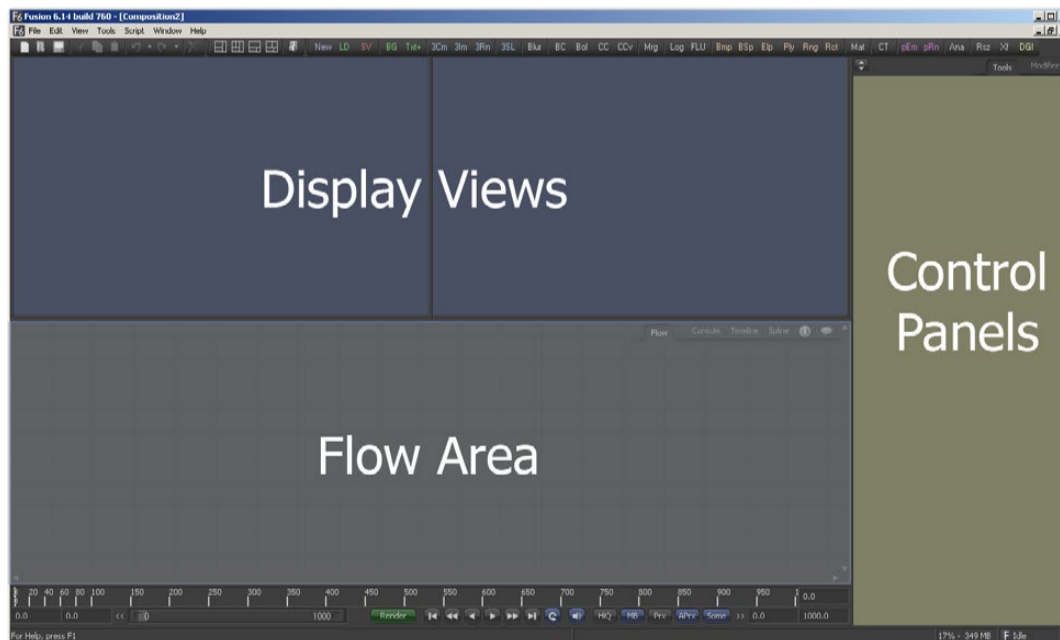 Fusion 6.14 build 760 - [Composition2]
File Edit View Tools Script Window Help
New LD SV BG Txt+ 3Cm 3Im 3Rn 3SL Blur BC Bol CC CCv Mrg Log FLU Bmp BSp Elp Ply Rng Rct Mat CT pEm pRn Ana Rsz Xf DGI
Tools Modifiers
Display Views
Control
Panels
Flow Console Timeline Spline
Flow Area
20 40 60 80 100 150 200 250 300 350 400 450 500 550 600 650 700 750 800 850 900 950 0.0
0.0 0.0 << 0 1000 Render HiQ MB Prx APrx Some >> 0.0 1000.0
For Help, press F1
17% - 349 MB Idle